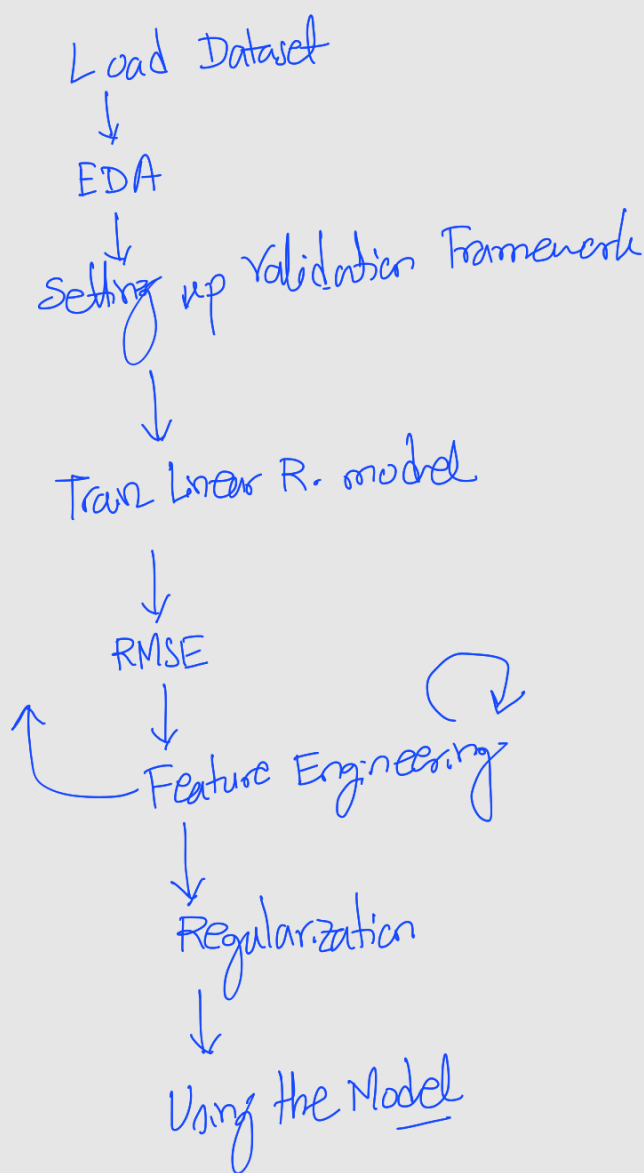 Load Dataset
EDA
Setting up Validation Framework
Train Linear R. model
RMSE
Feature Engineering
Regularization
Using the Model